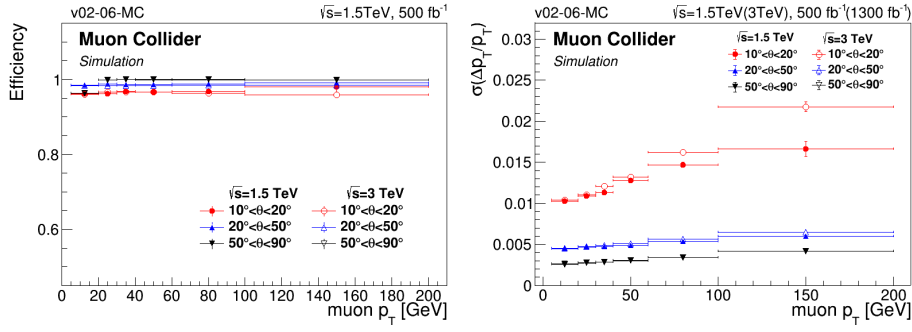 v02-06-MC
√s=1.5TeV, 500 fb⁻¹
Efficiency
Muon Collider
Simulation
1
0.8
0.6
√s=1.5 TeV
√s=3 TeV
10°<θ<20°
10°<θ<20°
20°<θ<50°
20°<θ<50°
50°<θ<90°
50°<θ<90°
0 20 40 60 80 100 120 140 160 180 200
muon p_T [GeV]
v02-06-MC
√s=1.5TeV(3TeV), 500 fb⁻¹(1300 fb⁻¹)
σ(Δp_T/p_T)
Muon Collider
Simulation
√s=1.5 TeV
√s=3 TeV
10°<θ<20°
10°<θ<20°
20°<θ<50°
20°<θ<50°
50°<θ<90°
50°<θ<90°
0.03
0.025
0.02
0.015
0.01
0.005
0
0 50 100 150 200
muon p_T [GeV]